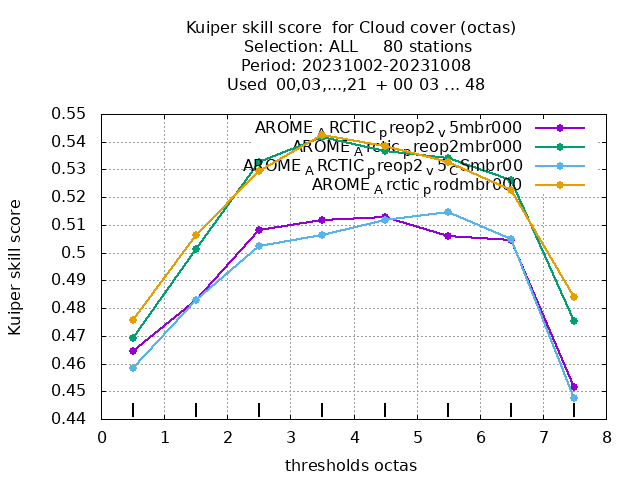 Kuiper skill score  for Cloud cover (octas)
Selection: ALL     80 stations
Period: 20231002-20231008
Used  00,03,...,21  + 00 03 ... 48
0.55
0.54
0.53
0.52
0.51
0.5
0.49
0.48
0.47
0.46
0.45
0.44
Kuiper skill score
AROME_ARCTIC_preop2_v5mbr000
AROME_Arctic_preop2mbr000
AROME_ARCTIC_preop2_v5_CSmbr00
AROME_Arctic_prodmbr000
0 1 2 3 4 5 6 7 8
thresholds octas